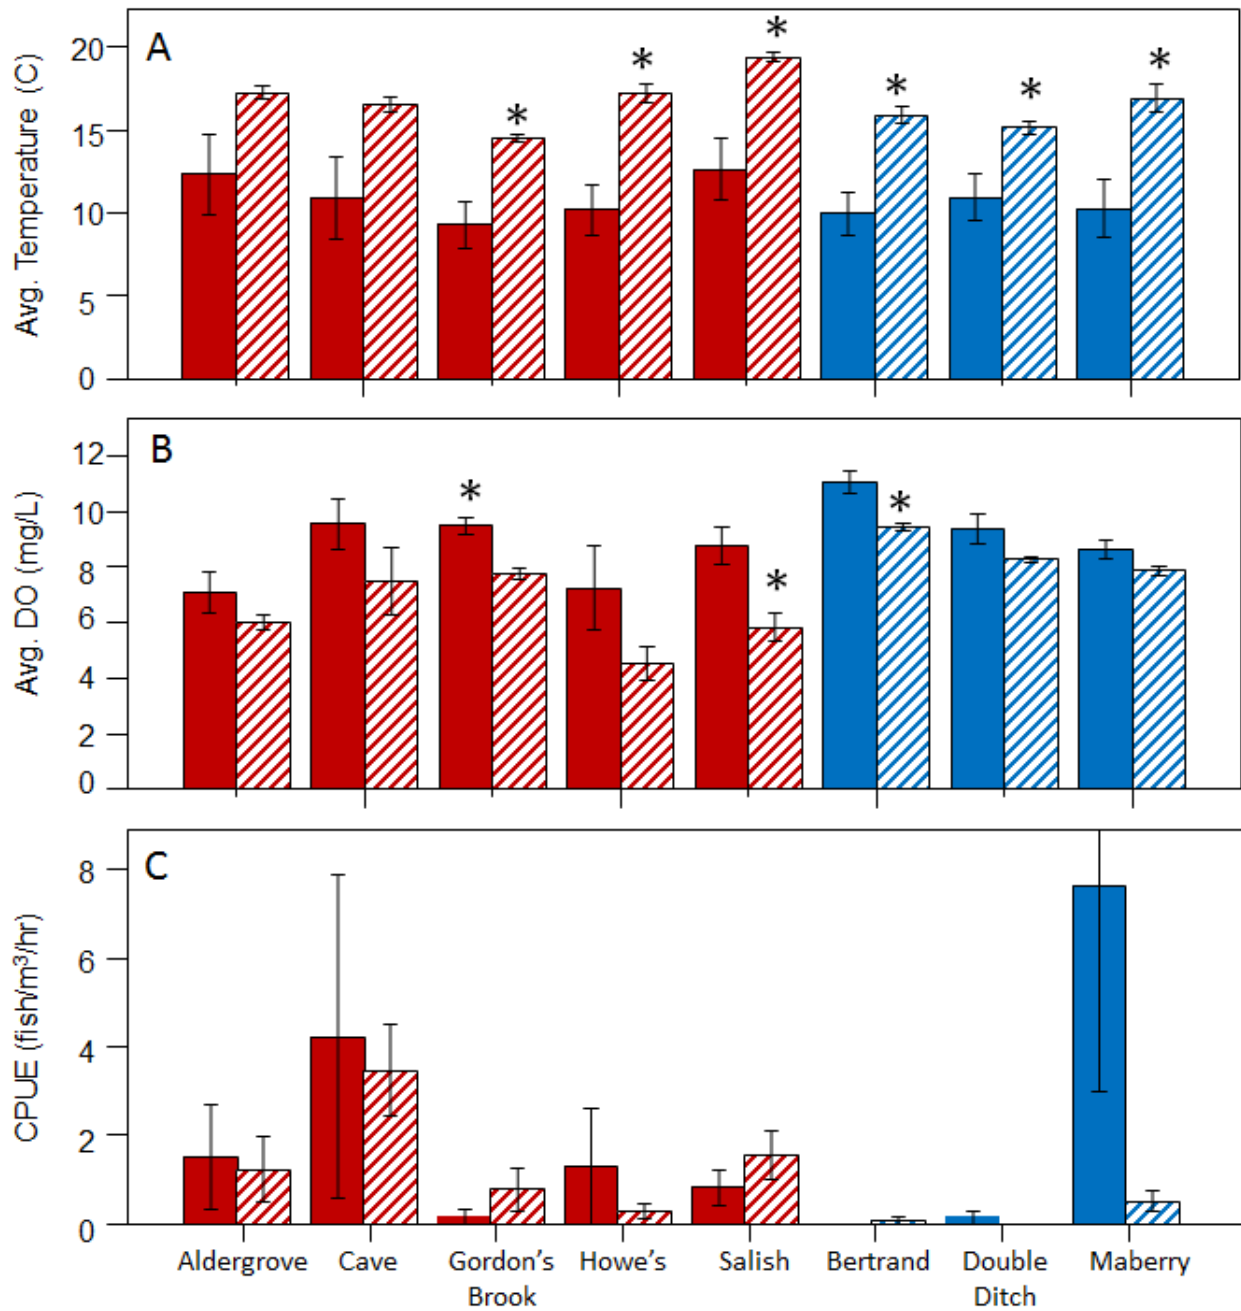 A
Avg. Temperature (C)
20
15
10
5
0
* * * * * *
B
Avg. DO (mg/L)
12
10
8
6
4
2
0
* * *
C
CPUE (fish/m³/hr)
8
6
4
2
0
Aldergrove Cave Gordon's Howe's Salish Bertrand Double Maberry
Brook Ditch